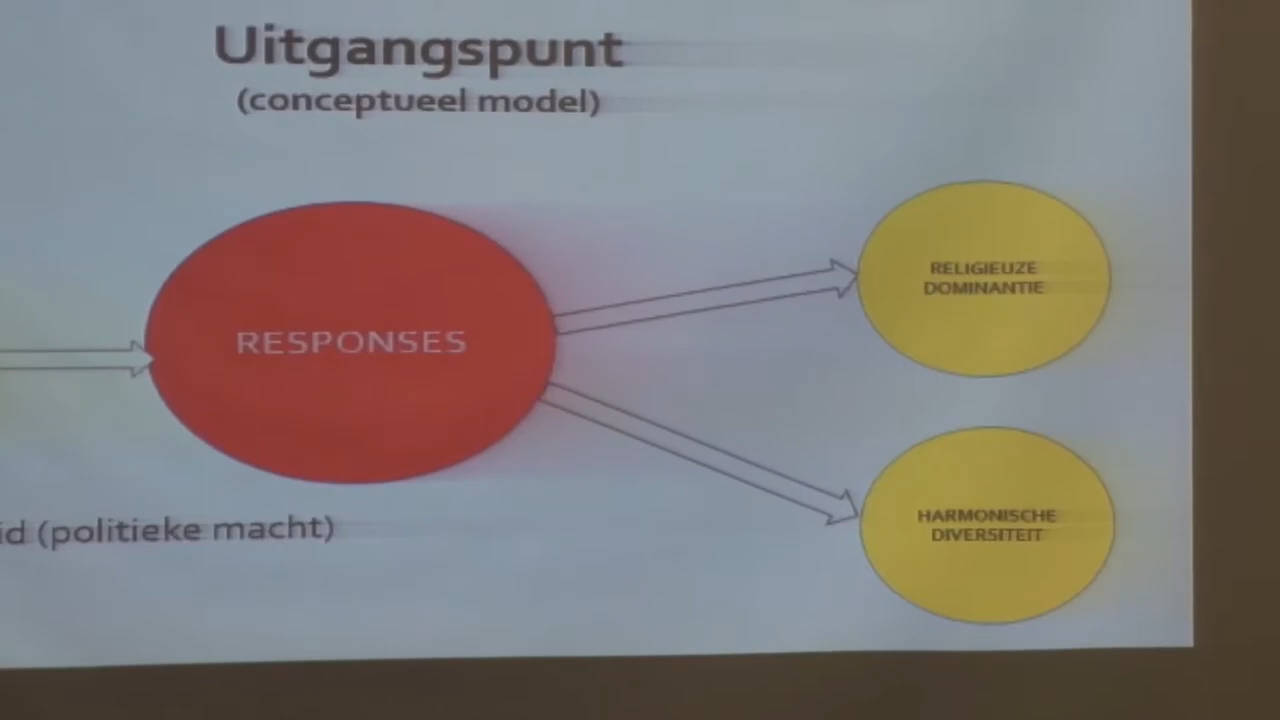 Uitgangspunt
(conceptueel model)
RELIGIEUZE
DOMINANTIE
RESPONSES
HARMONISCHE
DIVERSITEIT
(politieke macht)